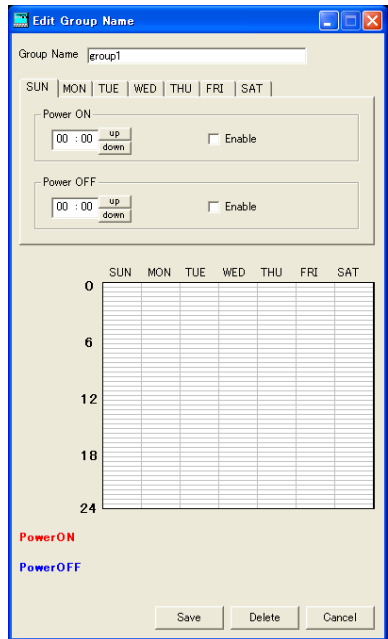 Edit Group Name
Group Name group1
SUN MON TUE WED THU FRI SAT
Power ON
00 : 00 up
down
Enable
Power OFF
00 : 00 up
down
Enable
SUN MON TUE WED THU FRI SAT
0
6
12
18
24
PowerON
PowerOFF
Save Delete Cancel